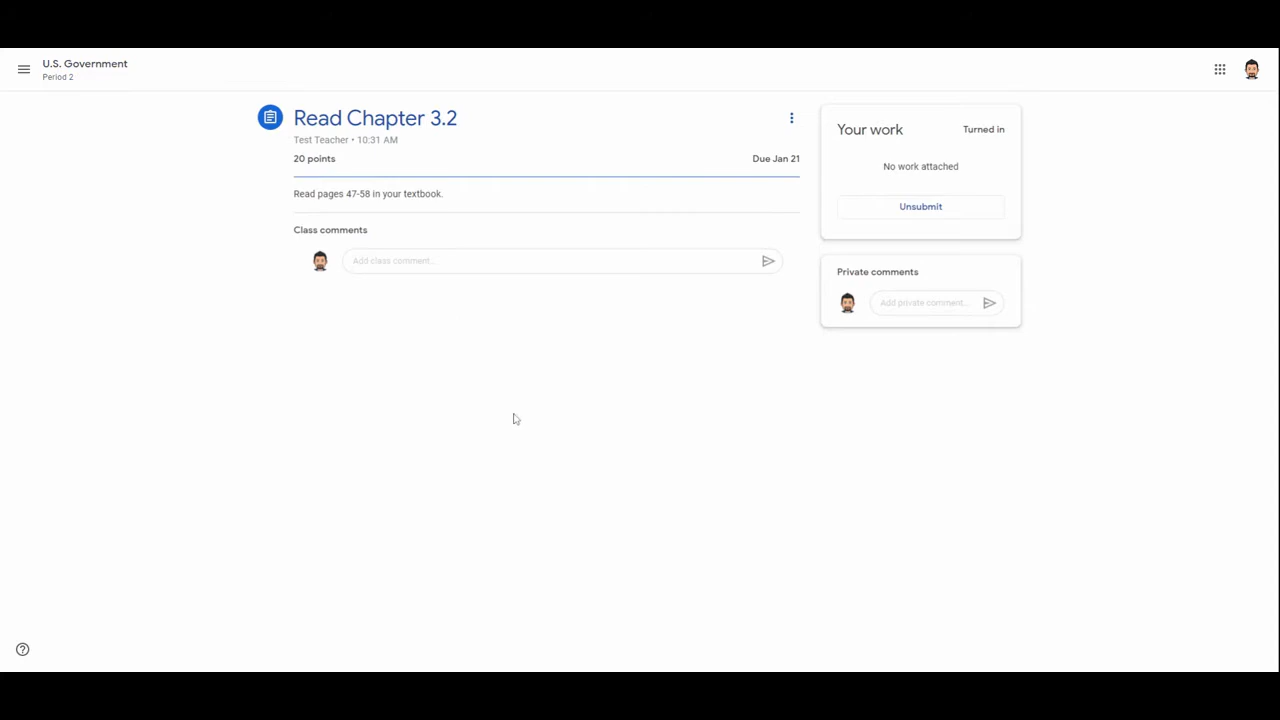 U.S. Government
Period 2
Read Chapter 3.2
Test Teacher • 10:31 AM
20 points
Due Jan 21
Read pages 47-58 in your textbook.
Class comments
Add class comment...
Your work
Turned in
No work attached
Unsubmit
Private comments
Add private comment...